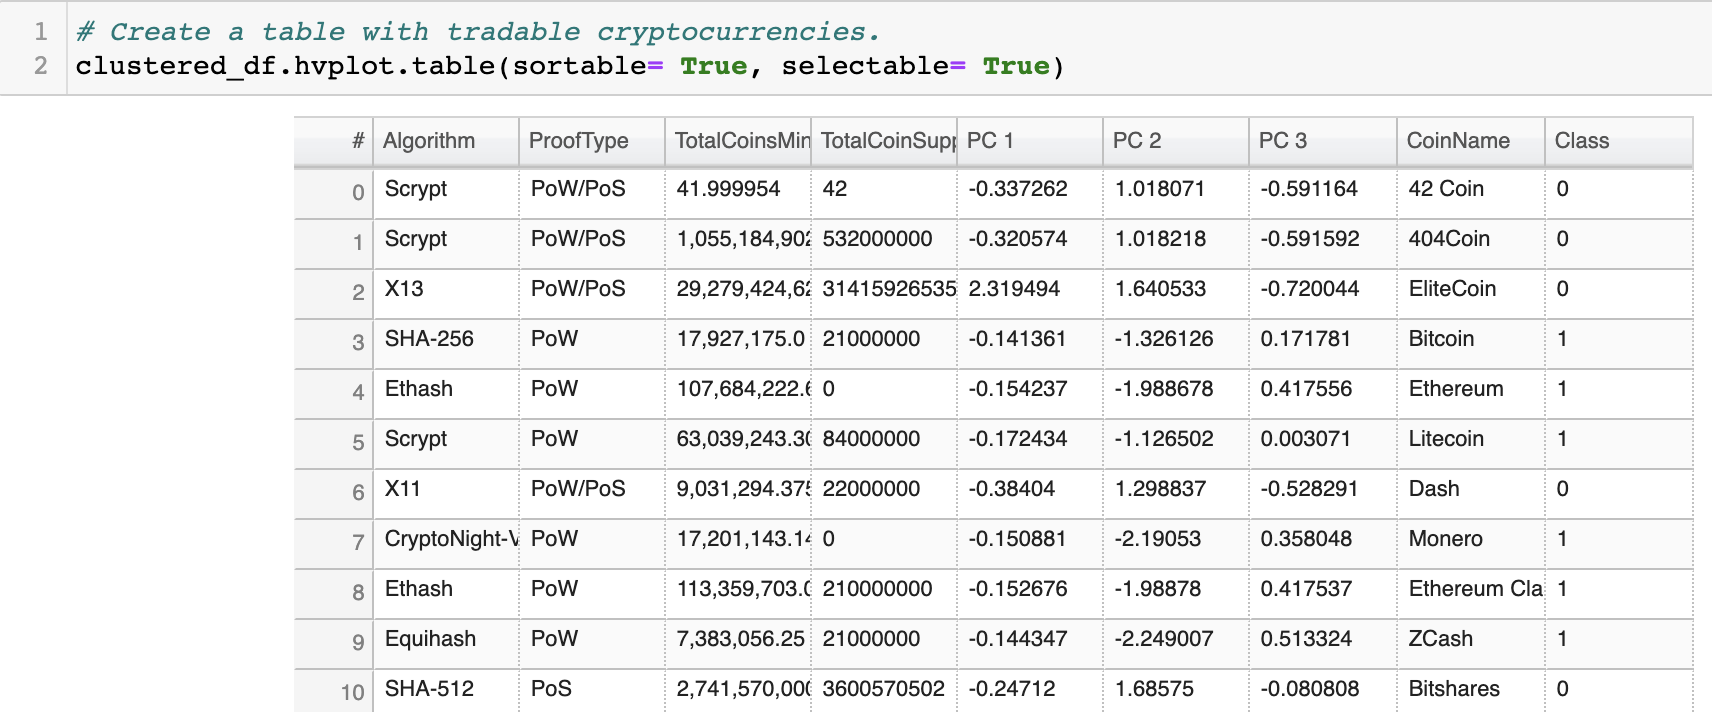 1 # Create a table with tradable cryptocurrencies.
2 clustered_df.hvplot.table(sortable= True, selectable= True)
# Algorithm ProofType TotalCoinsMin TotalCoinSupp PC 1 PC 2 PC 3 CoinName Class
0 Scrypt PoW/PoS 41.999954 42 -0.337262 1.018071 -0.591164 42 Coin 0
1 Scrypt PoW/PoS 1,055,184,902 532000000 -0.320574 1.018218 -0.591592 404Coin 0
2 X13 PoW/PoS 29,279,424,62 31415926535 2.319494 1.640533 -0.720044 EliteCoin 0
3 SHA-256 PoW 17,927,175.0 21000000 -0.141361 -1.326126 0.171781 Bitcoin 1
4 Ethash PoW 107,684,222.6 0 -0.154237 -1.988678 0.417556 Ethereum 1
5 Scrypt PoW 63,039,243.30 84000000 -0.172434 -1.126502 0.003071 Litecoin 1
6 X11 PoW/PoS 9,031,294.375 22000000 -0.38404 1.298837 -0.528291 Dash 0
7 CryptoNight-V PoW 17,201,143.14 0 -0.150881 -2.19053 0.358048 Monero 1
8 Ethash PoW 113,359,703.0 210000000 -0.152676 -1.98878 0.417537 Ethereum Cla 1
9 Equihash PoW 7,383,056.25 21000000 -0.144347 -2.249007 0.513324 ZCash 1
10 SHA-512 PoS 2,741,570,000 3600570502 -0.24712 1.68575 -0.080808 Bitshares 0